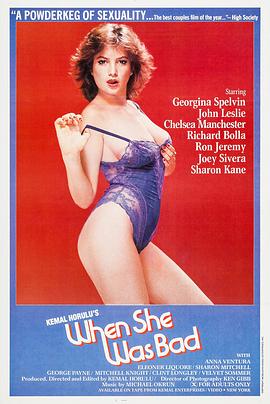 "A POWDERKEG OF SEXUALITY...The best couples film of the year..."– High Society
Starring
Georgina Spelvin
John Leslie
Chelsea Manchester
Richard Bolla
Ron Jeremy
Joey Sivera
Sharon Kane
KEMAL HORULU'S
When She
Was Bad
WITH
ANNA VENTURA
ELEONER LIQUORE / SHARON MITCHELL
GEORGE PAYNE / MITCHELL KNIGHT / CLINT LONGLEY / VELVET SOMMER
Produced, Directed and Edited by KEMAL HORULU / Director of Photography KEN GIBB
Music by MICHAEL OKRUN / X: FOR ADULTS ONLY
AVAILABLE ON TAPE FROM KEMAL ENTERPRISES / VIDEO • NEW YORK